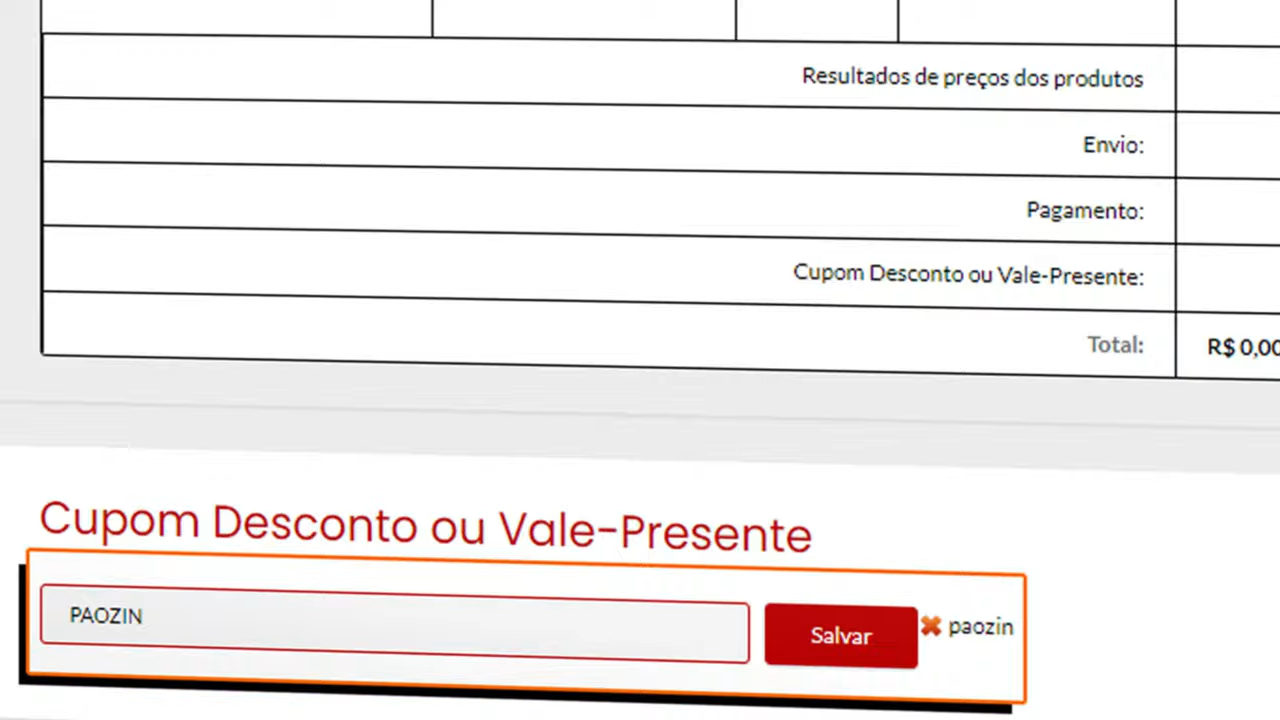 Resultados de preços dos produtos
Envio:
Pagamento:
Cupom Desconto ou Vale-Presente:
Total: R$ 0,00
Cupom Desconto ou Vale-Presente
PAOZIN Salvar paozin